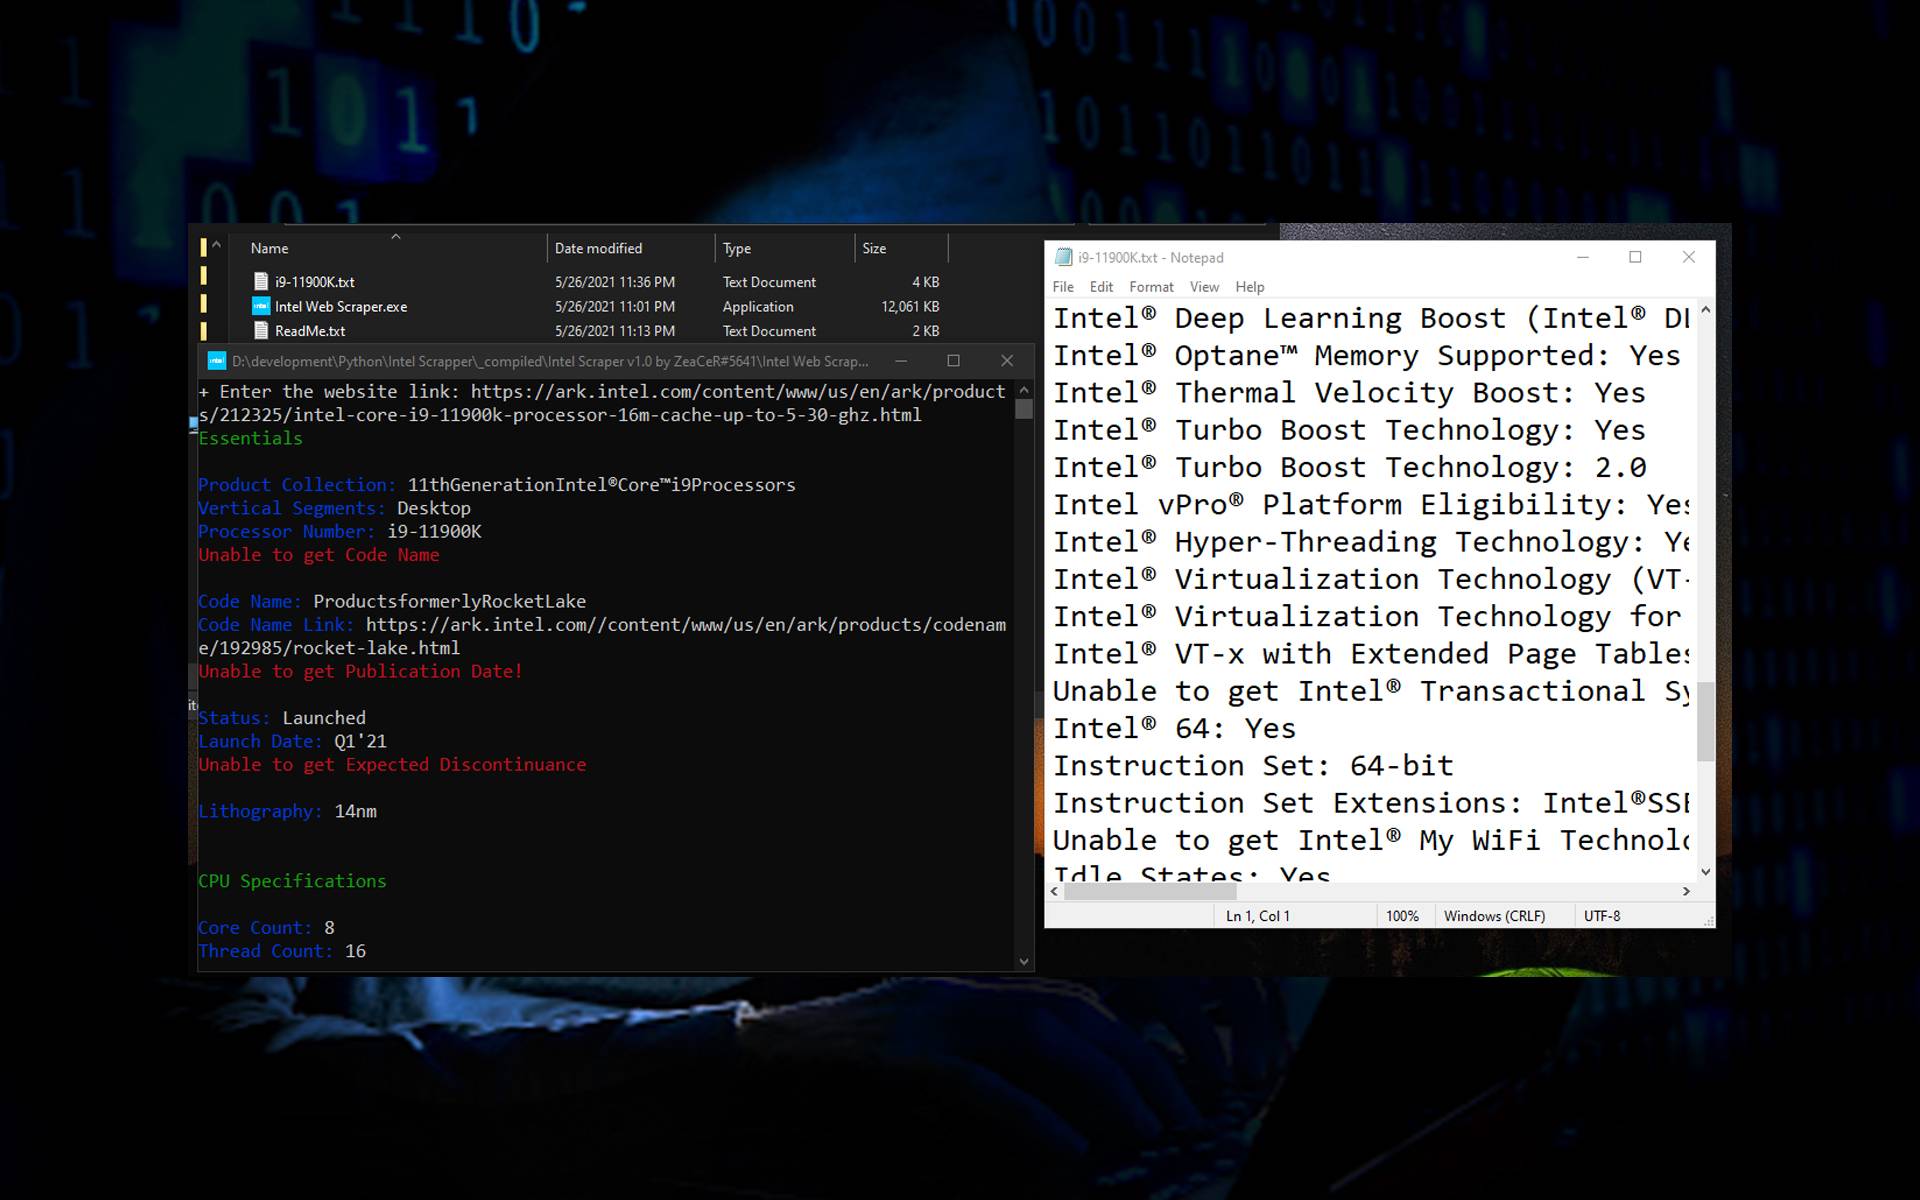 Name Date modified Type Size
i9-11900K.txt 5/26/2021 11:36 PM Text Document 4 KB
Intel Web Scraper.exe 5/26/2021 11:01 PM Application 12,061 KB
ReadMe.txt 5/26/2021 11:13 PM Text Document 2 KB
D:\development\Python\Intel Scrapper\_compiled\Intel Scraper v1.0 by ZeaCeR#5641\Intel Web Scrap...
+ Enter the website link: https://ark.intel.com/content/www/us/en/ark/product
s/212325/intel-core-i9-11900k-processor-16m-cache-up-to-5-30-ghz.html
Essentials
Product Collection: 11thGenerationIntel®Core™i9Processors
Vertical Segments: Desktop
Processor Number: i9-11900K
Unable to get Code Name
Code Name: ProductsformerlyRocketLake
Code Name Link: https://ark.intel.com//content/www/us/en/ark/products/codenam
e/192985/rocket-lake.html
Unable to get Publication Date!
Status: Launched
Launch Date: Q1'21
Unable to get Expected Discontinuance
Lithography: 14nm
CPU Specifications
Core Count: 8
Thread Count: 16
i9-11900K.txt - Notepad
File Edit Format View Help
Intel® Deep Learning Boost (Intel® DL
Intel® Optane™ Memory Supported: Yes
Intel® Thermal Velocity Boost: Yes
Intel® Turbo Boost Technology: Yes
Intel® Turbo Boost Technology: 2.0
Intel vPro® Platform Eligibility: Yes
Intel® Hyper-Threading Technology: Ye
Intel® Virtualization Technology (VT-
Intel® Virtualization Technology for
Intel® VT-x with Extended Page Tables
Unable to get Intel® Transactional Sy
Intel® 64: Yes
Instruction Set: 64-bit
Instruction Set Extensions: Intel®SSE
Unable to get Intel® My WiFi Technolo
Idle States: Yes
Ln 1, Col 1 100% Windows (CRLF) UTF-8